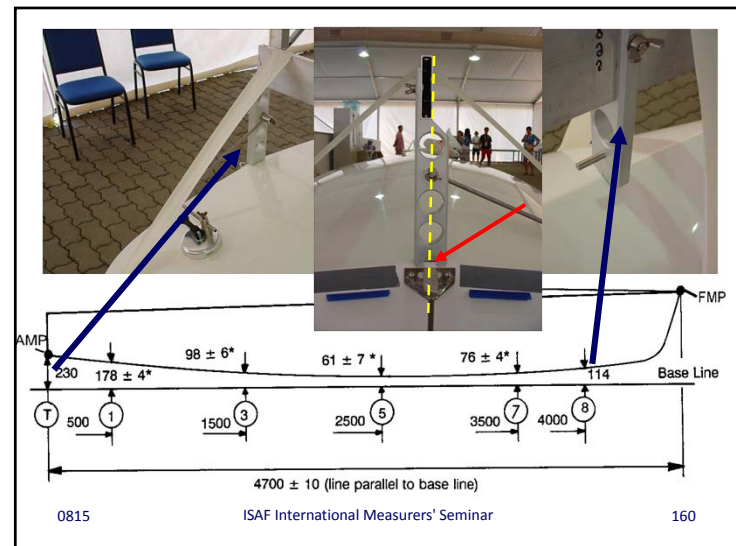 AMP
FMP
98 ± 6*
61 ± 7 *
76 ± 4*
230
178 ± 4*
114
Base Line
T
1
3
5
7
8
500
1500
2500
3500
4000
4700 ± 10 (line parallel to base line)
0815
ISAF International Measurers' Seminar
160